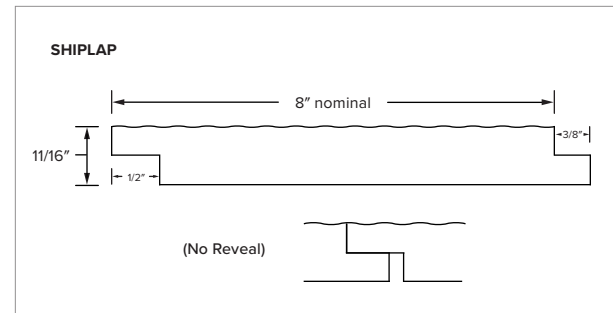 SHIPLAP
8″ nominal
3/8″
11/16″
1/2″
(No Reveal)